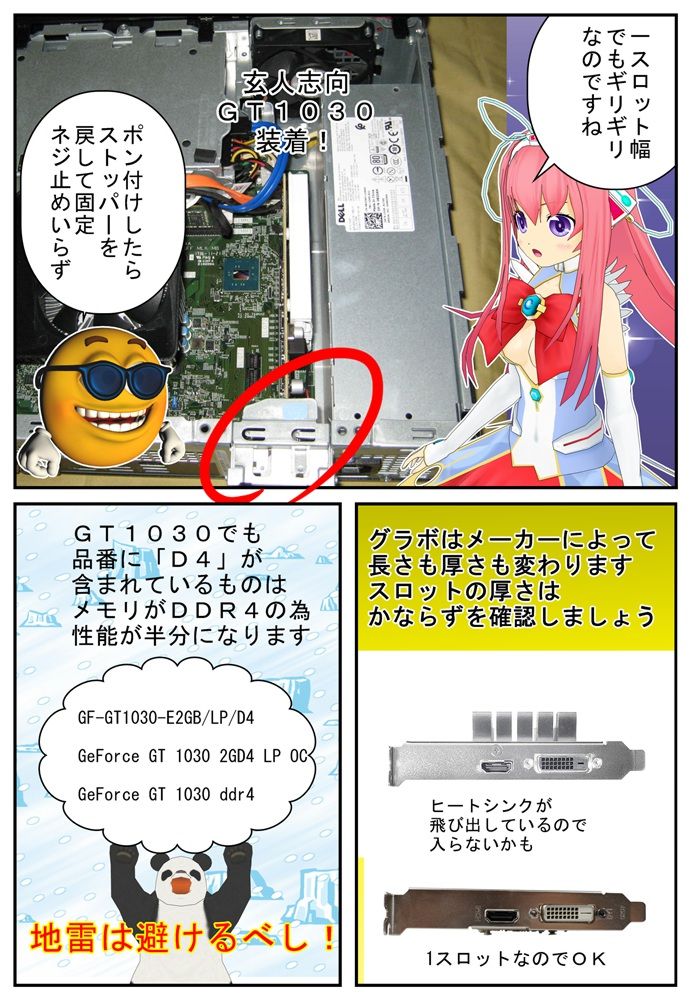 一スロット幅
でもギリギリ
なのですね
玄人志向
ＧＴ１０３０
装着！
ポン付けしたら
ストッパーを
戻して固定
ネジ止めいらず
DELL
ＧＴ１０３０でも
品番に「Ｄ４」が
含まれているものは
メモリがＤＤＲ４の為
性能が半分になります
GF-GT1030-E2GB/LP/D4
GeForce GT 1030 2GD4 LP OC
GeForce GT 1030 ddr4
地雷は避けるべし！
グラボはメーカーによって
長さも厚さも変わります
スロットの厚さは
かならずを確認しましょう
ヒートシンクが
飛び出しているので
入らないかも
1スロットなのでＯＫ